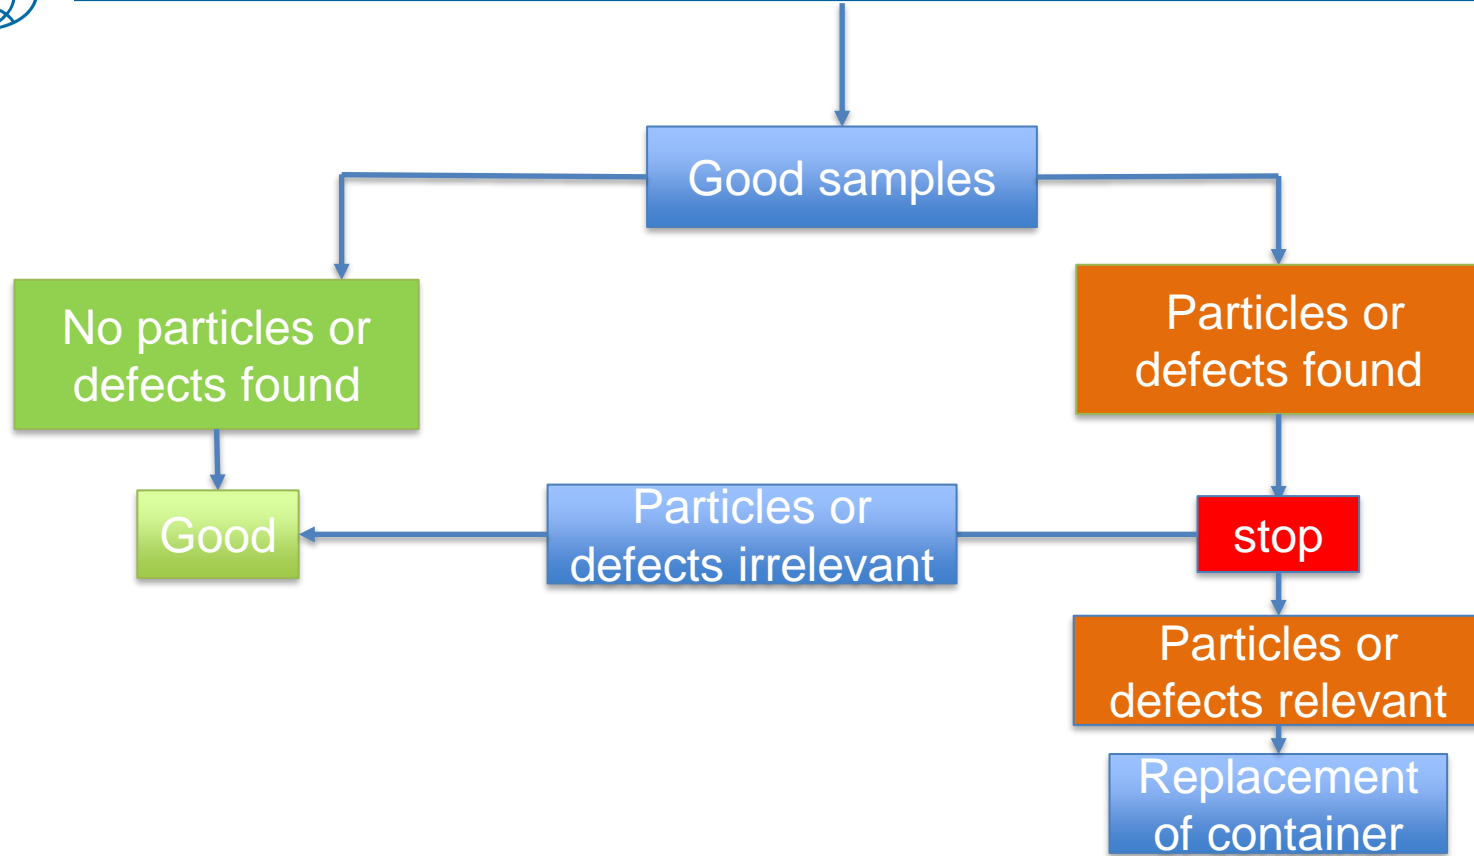 Good samples
No particles or
defects found
Particles or
defects found
Good
Particles or
defects irrelevant
stop
Particles or
defects relevant
Replacement
of container